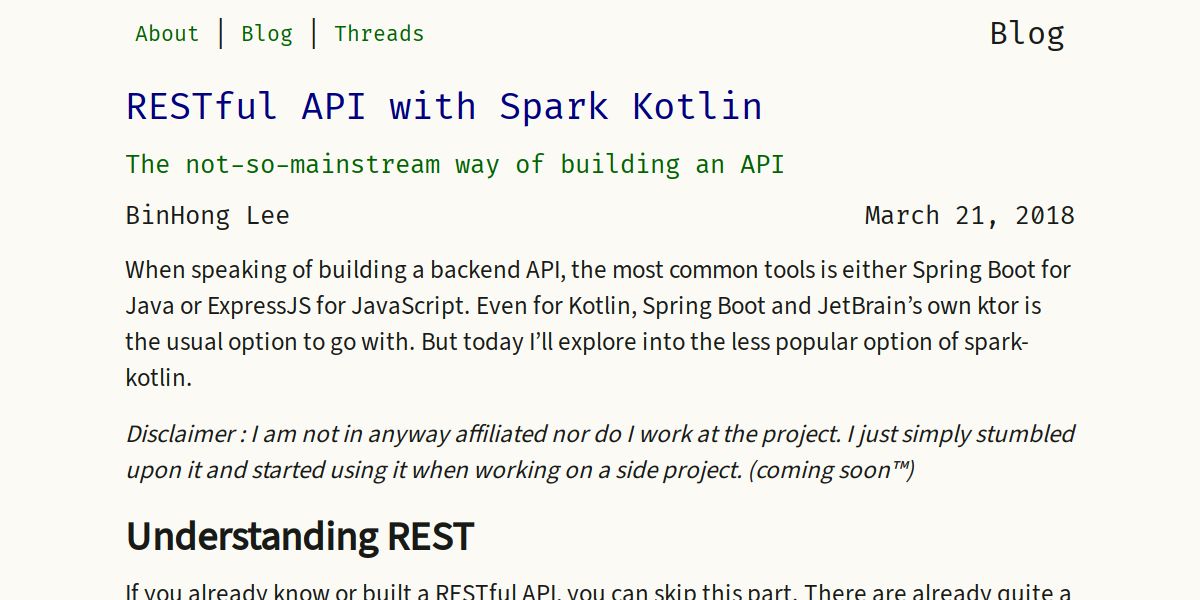 About | Blog | Threads
Blog
RESTful API with Spark Kotlin
The not-so-mainstream way of building an API
BinHong Lee
March 21, 2018
When speaking of building a backend API, the most common tools is either Spring Boot for
Java or ExpressJS for JavaScript. Even for Kotlin, Spring Boot and JetBrain’s own ktor is
the usual option to go with. But today I’ll explore into the less popular option of spark-
kotlin.
Disclaimer : I am not in anyway affiliated nor do I work at the project. I just simply stumbled
upon it and started using it when working on a side project. (coming soon™)
Understanding REST
If you already know or built a RESTful API, you can skip this part. There are already quite a